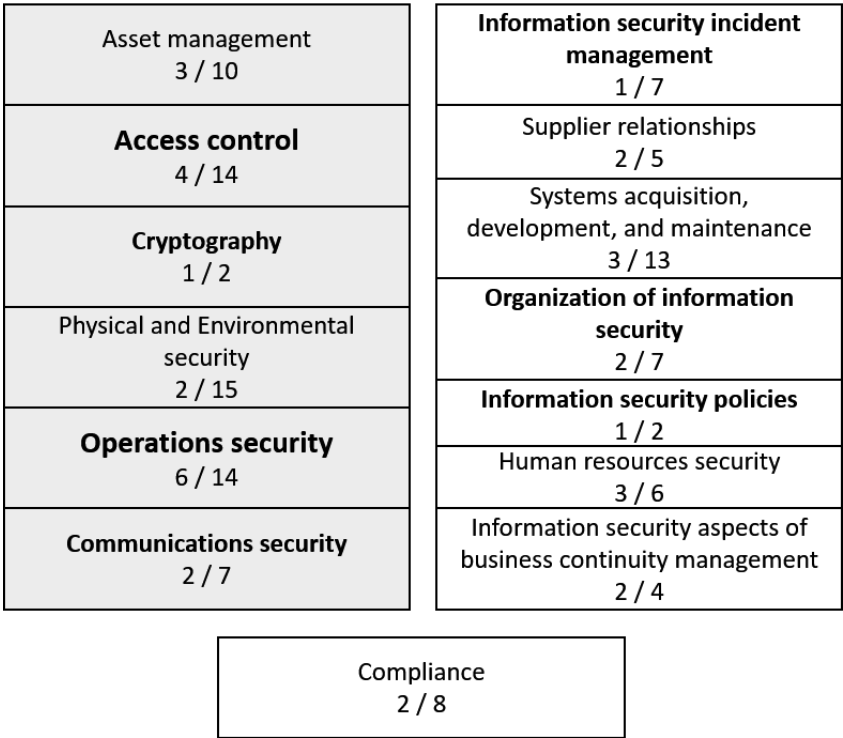 Asset management
3 / 10
Access control
4 / 14
Cryptography
1 / 2
Physical and Environmental
security
2 / 15
Operations security
6 / 14
Communications security
2 / 7
Information security incident
management
1 / 7
Supplier relationships
2 / 5
Systems acquisition,
development, and maintenance
3 / 13
Organization of information
security
2 / 7
Information security policies
1 / 2
Human resources security
3 / 6
Information security aspects of
business continuity management
2 / 4
Compliance
2 / 8